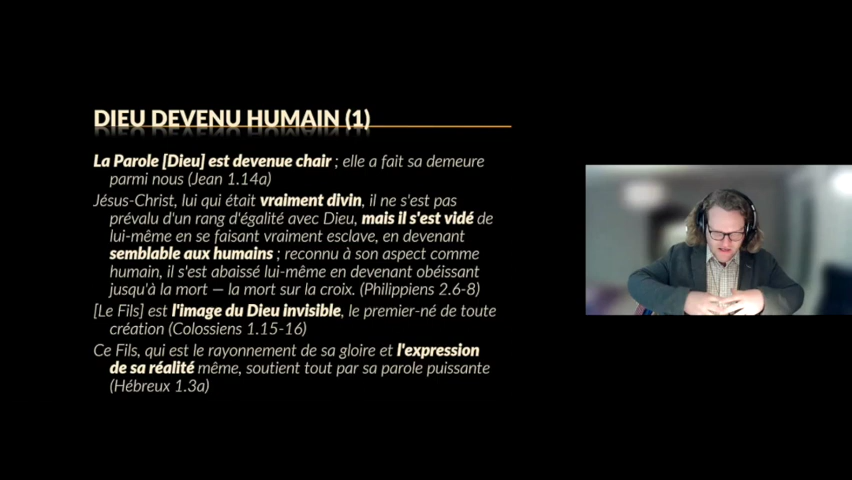 DIEU DEVENU HUMAIN (1)
La Parole [Dieu] est devenue chair ; elle a fait sa demeure
parmi nous (Jean 1.14a)
Jésus-Christ, lui qui était vraiment divin, il ne s'est pas
prévalu d'un rang d'égalité avec Dieu, mais il s'est vidé de
lui-même en se faisant vraiment esclave, en devenant
semblable aux humains ; reconnu à son aspect comme
humain, il s'est abaissé lui-même en devenant obéissant
jusqu'à la mort — la mort sur la croix. (Philippiens 2.6-8)
[Le Fils] est l'image du Dieu invisible, le premier-né de toute
création (Colossiens 1.15-16)
Ce Fils, qui est le rayonnement de sa gloire et l'expression
de sa réalité même, soutient tout par sa parole puissante
(Hébreux 1.3a)